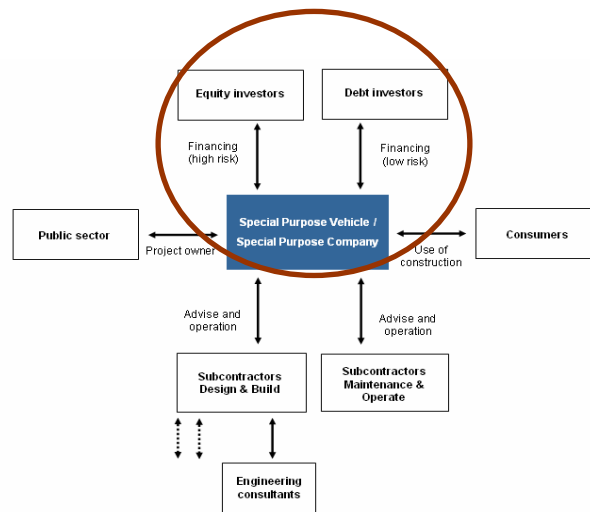 Equity investors
Debt investors
Financing
(high risk)
Financing
(low risk)
Public sector
Project owner
Special Purpose Vehicle /
Special Purpose Company
Use of
construction
Consumers
Advise and
operation
Advise and
operation
Subcontractors
Design & Build
Subcontractors
Maintenance &
Operate
Engineering
consultants